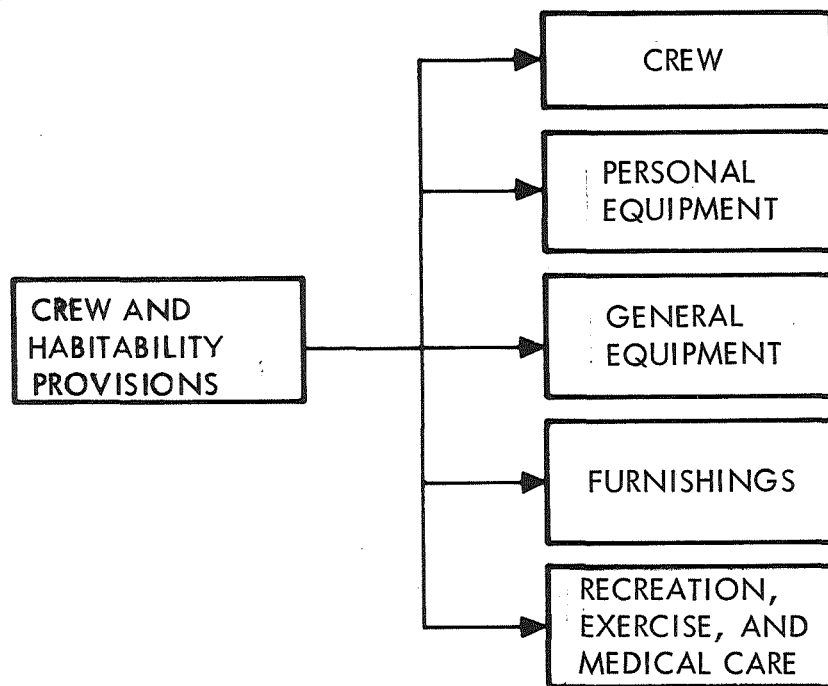 CREW
PERSONAL
EQUIPMENT
CREW AND
HABITABILITY
PROVISIONS
GENERAL
EQUIPMENT
FURNISHINGS
RECREATION,
EXERCISE, AND
MEDICAL CARE